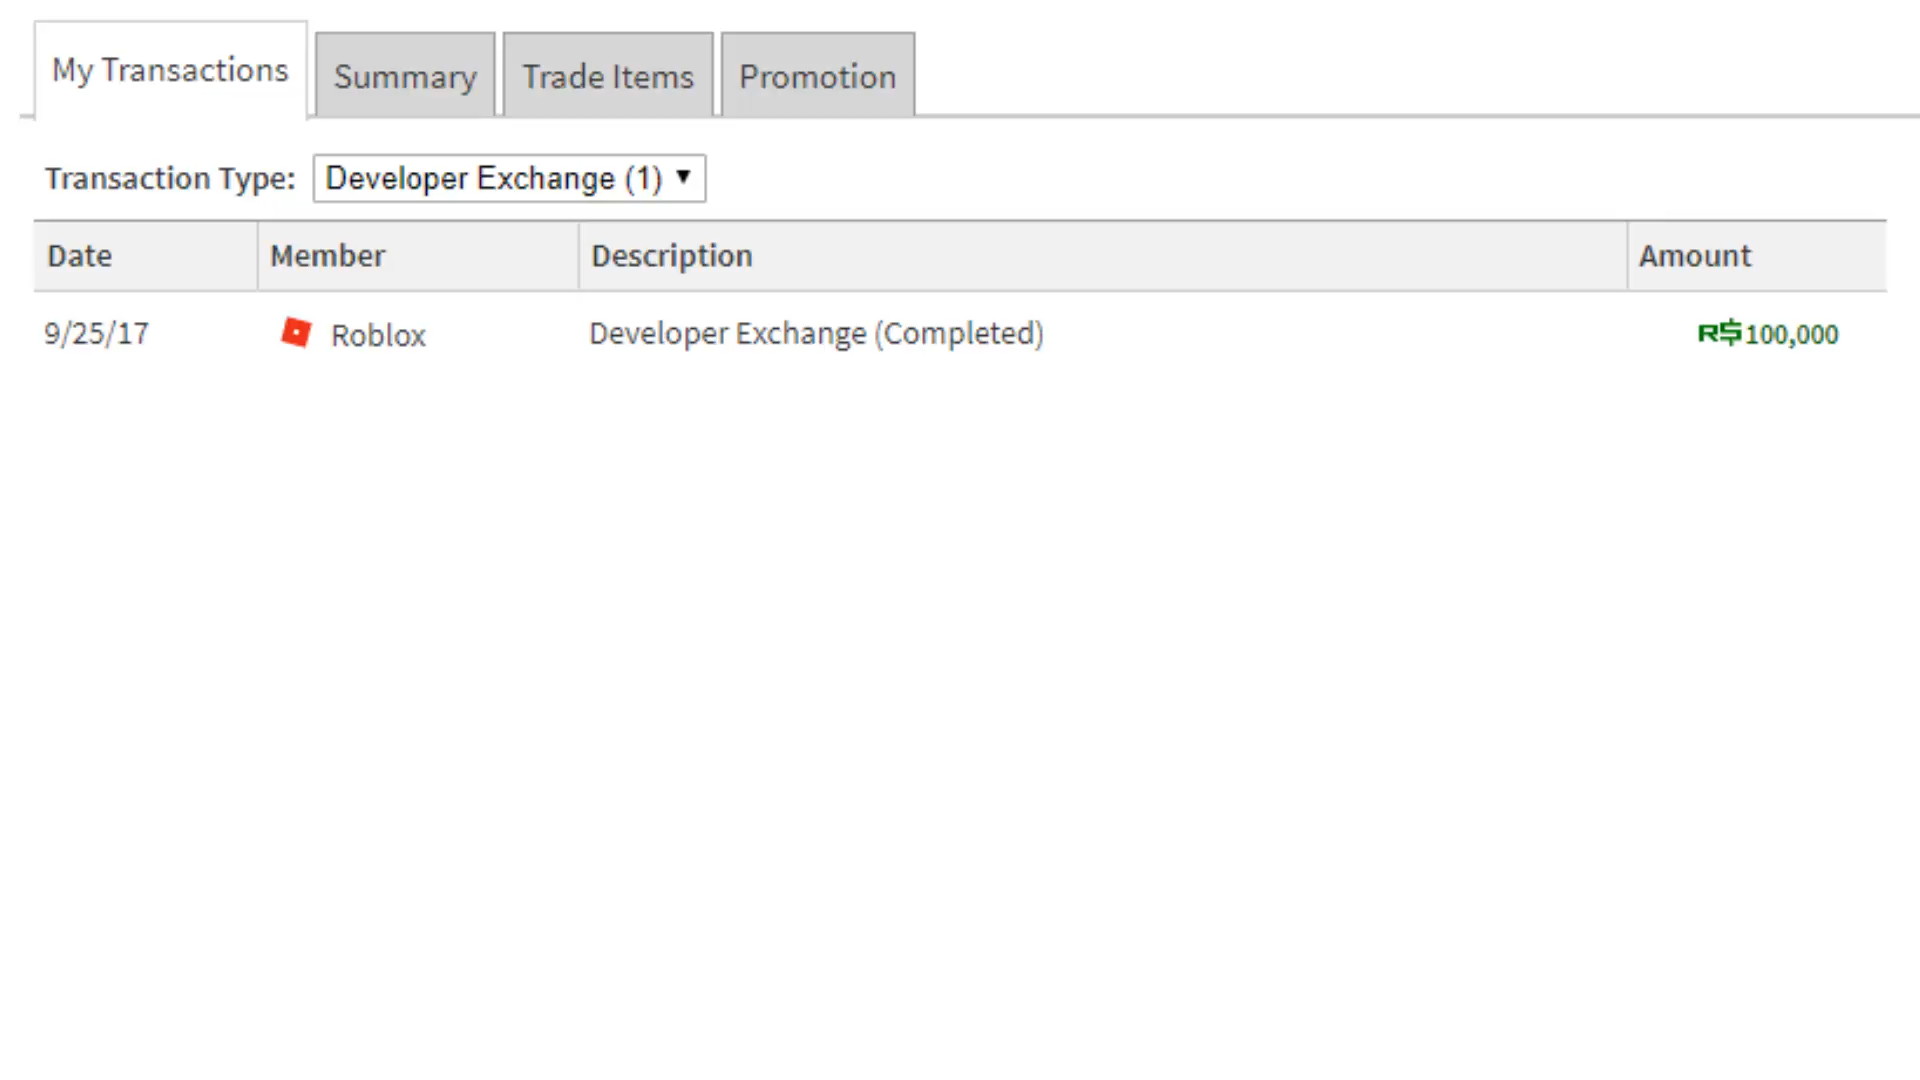 My Transactions Summary Trade Items Promotion
Transaction Type: Developer Exchange (1) ▼
Date Member Description Amount
9/25/17 Roblox Developer Exchange (Completed) R$100,000